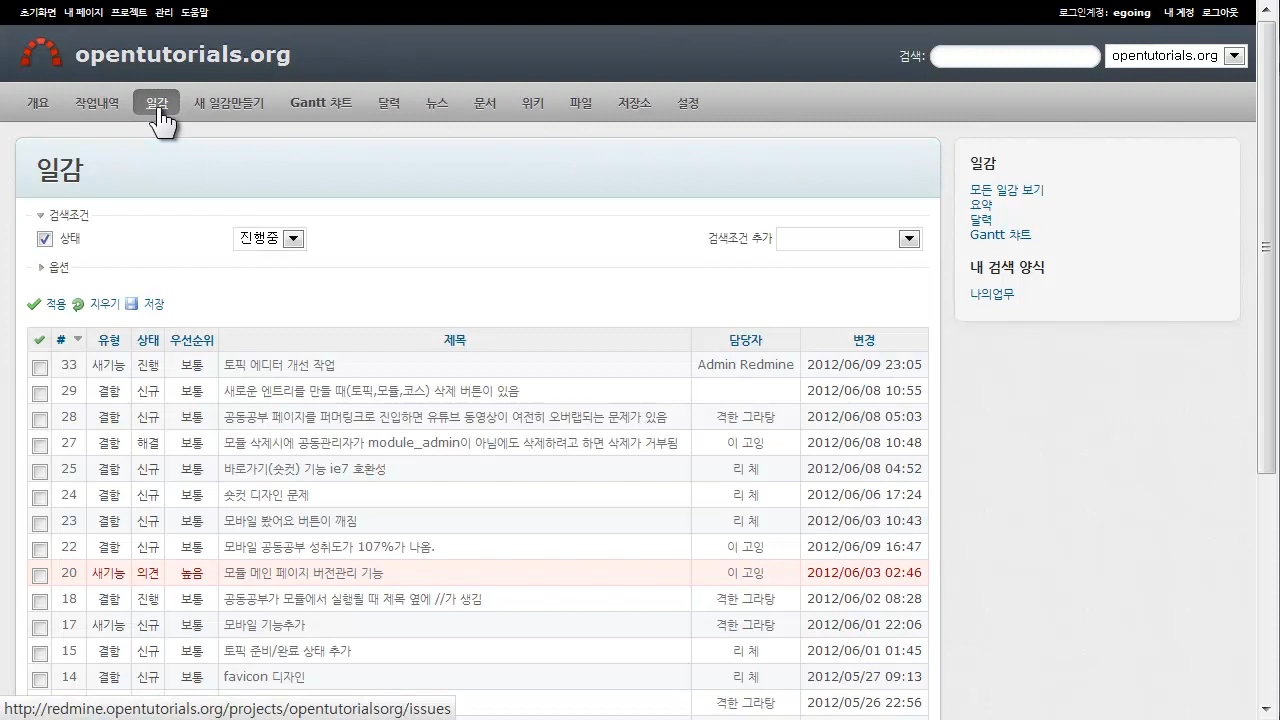 초기화면 내 페이지 프로젝트 관리 도움말
로그인계정: egoing 내 계정 로그아웃
opentutorials.org
검색:
opentutorials.org
개요 작업내역 일감 새 일감만들기 Gantt 챠트 달력 뉴스 문서 위키 파일 저장소 설정
일감
검색조건
상태 진행중 검색조건 추가
옵션
적용 지우기 저장
# 유형 상태 우선순위 제목 담당자 변경
33 새기능 진행 보통 토픽 에디터 개선 작업 Admin Redmine 2012/06/09 23:05
29 결함 신규 보통 새로운 엔트리를 만들 때(토픽,모듈,코스) 삭제 버튼이 있음 2012/06/08 10:55
28 결함 신규 보통 공동공부 페이지를 퍼머링크로 진입하면 유튜브 동영상이 여전히 오버랩되는 문제가 있음 격한 그라탕 2012/06/08 05:03
27 결함 해결 보통 모듈 삭제시에 공동관리자가 module_admin이 아님에도 삭제하려고 하면 삭제가 거부됨 이 고잉 2012/06/08 10:48
25 결함 신규 보통 바로가기(숏컷) 기능 ie7 호환성 리 체 2012/06/08 04:52
24 결함 신규 보통 숏컷 디자인 문제 리 체 2012/06/06 17:24
23 결함 신규 보통 모바일 봤어요 버튼이 깨짐 리 체 2012/06/03 10:43
22 결함 신규 보통 모바일 공동공부 성취도가 107%가 나옴. 이 고잉 2012/06/09 16:47
20 새기능 의견 높음 모듈 메인 페이지 버전관리 기능 이 고잉 2012/06/03 02:46
18 결함 진행 보통 공동공부가 모듈에서 실행될 때 제목 옆에 //가 생김 격한 그라탕 2012/06/02 08:28
17 새기능 신규 보통 모바일 기능추가 격한 그라탕 2012/06/01 22:06
15 결함 신규 보통 토픽 준비/완료 상태 추가 리 체 2012/06/01 01:45
14 결함 신규 보통 favicon 디자인 리 체 2012/05/27 09:13
격한 그라탕 2012/05/26 22:56
http://redmine.opentutorials.org/projects/opentutorialsorg/issues
일감
모든 일감 보기
요약
달력
Gantt 챠트
내 검색 양식
나의업무